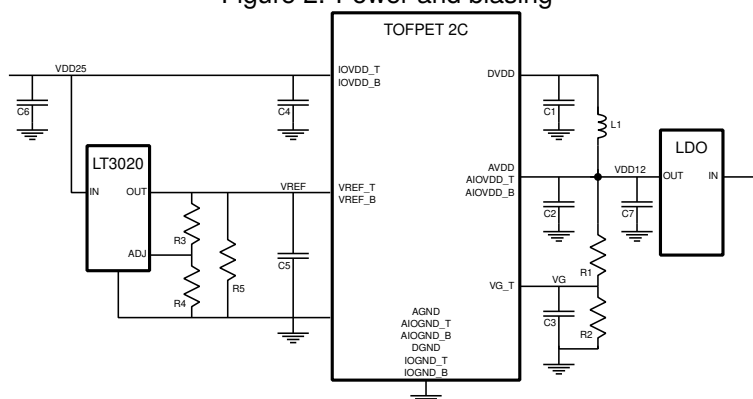 Figure 2: Power and biasing
TOFPET 2C
VDD25
IOVDD_T
IOVDD_B
DVDD
C6
C4
C1
L1
LT3020
LDO
AVDD
AIOVDD_T
AIOVDD_B
VDD12
OUT
IN
IN
OUT
VREF
VREF_T
VREF_B
C2
C7
R3
ADJ
R5
C5
R4
R1
VG_T
VG
C3
R2
AGND
AIOGND_T
AIOGND_B
DGND
IOGND_T
IOGND_B